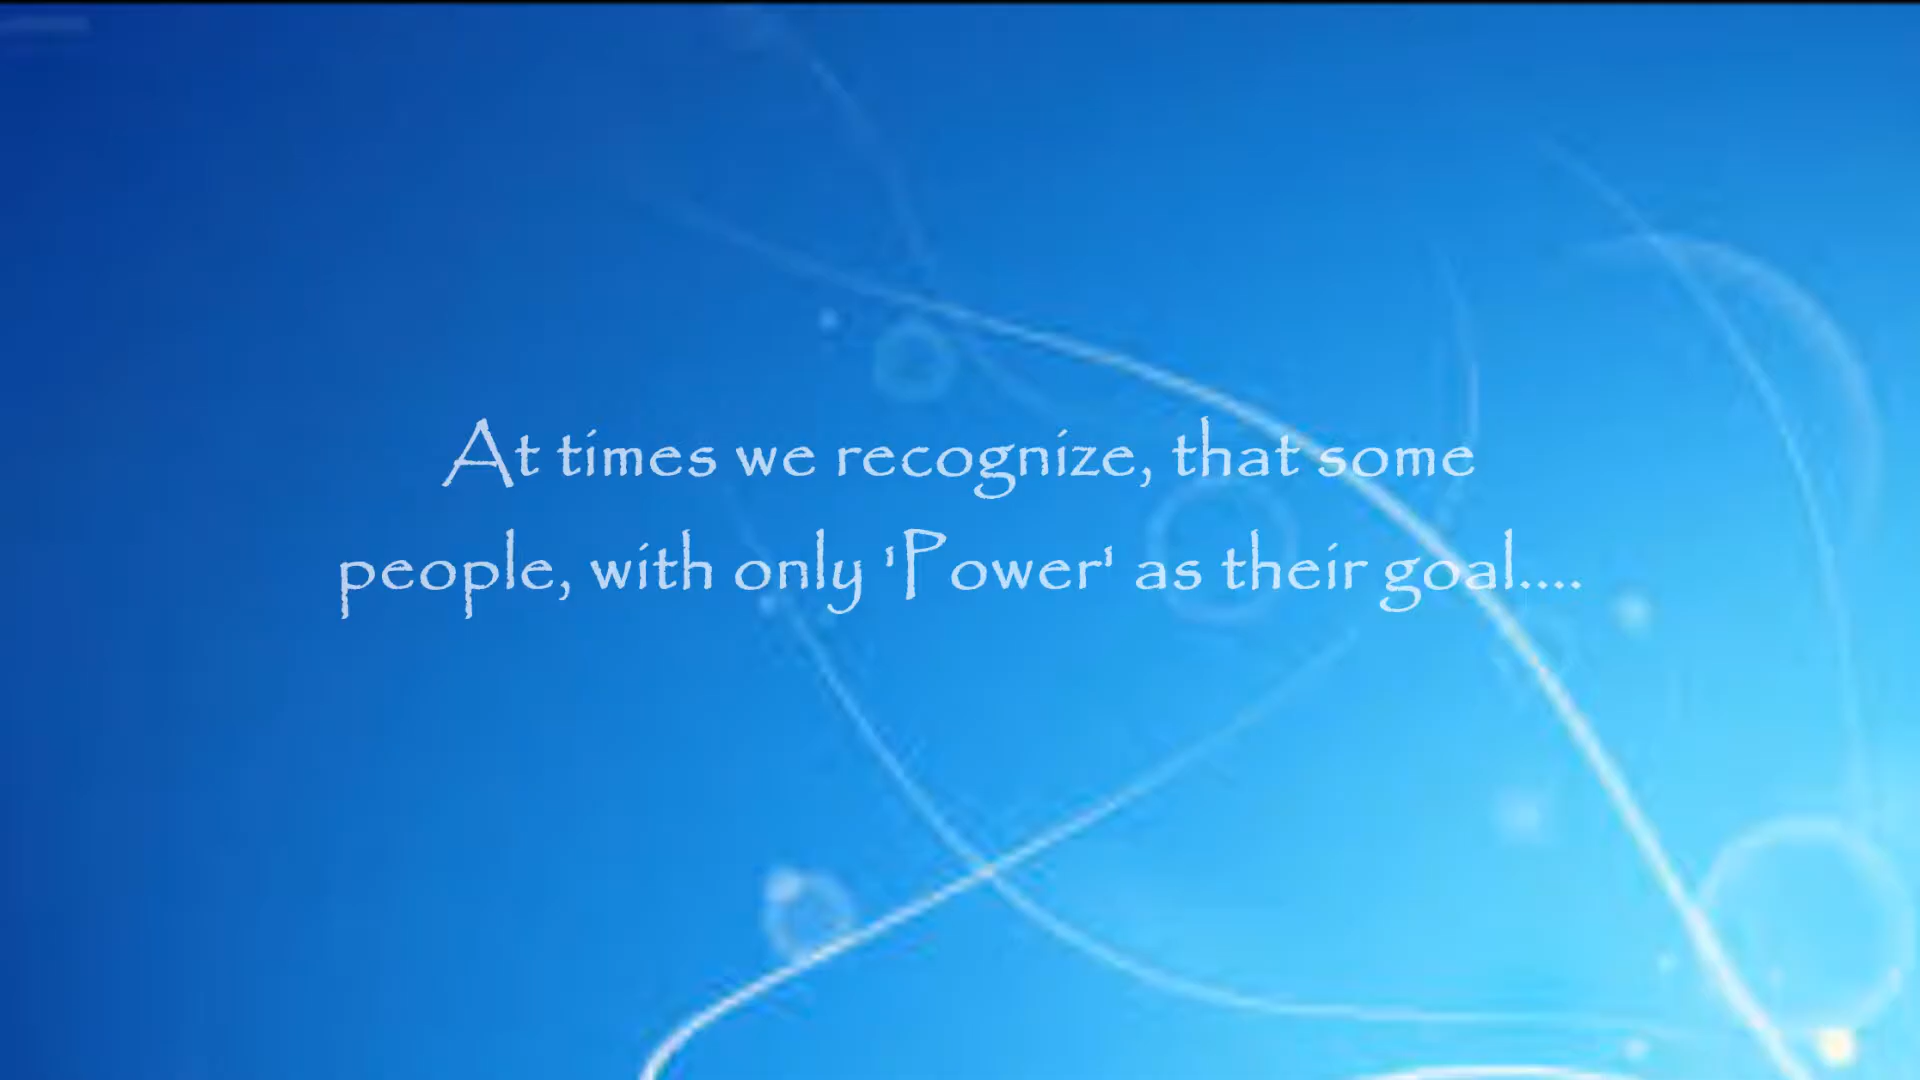 At times we recognize, that some
people, with only 'Power' as their goal....